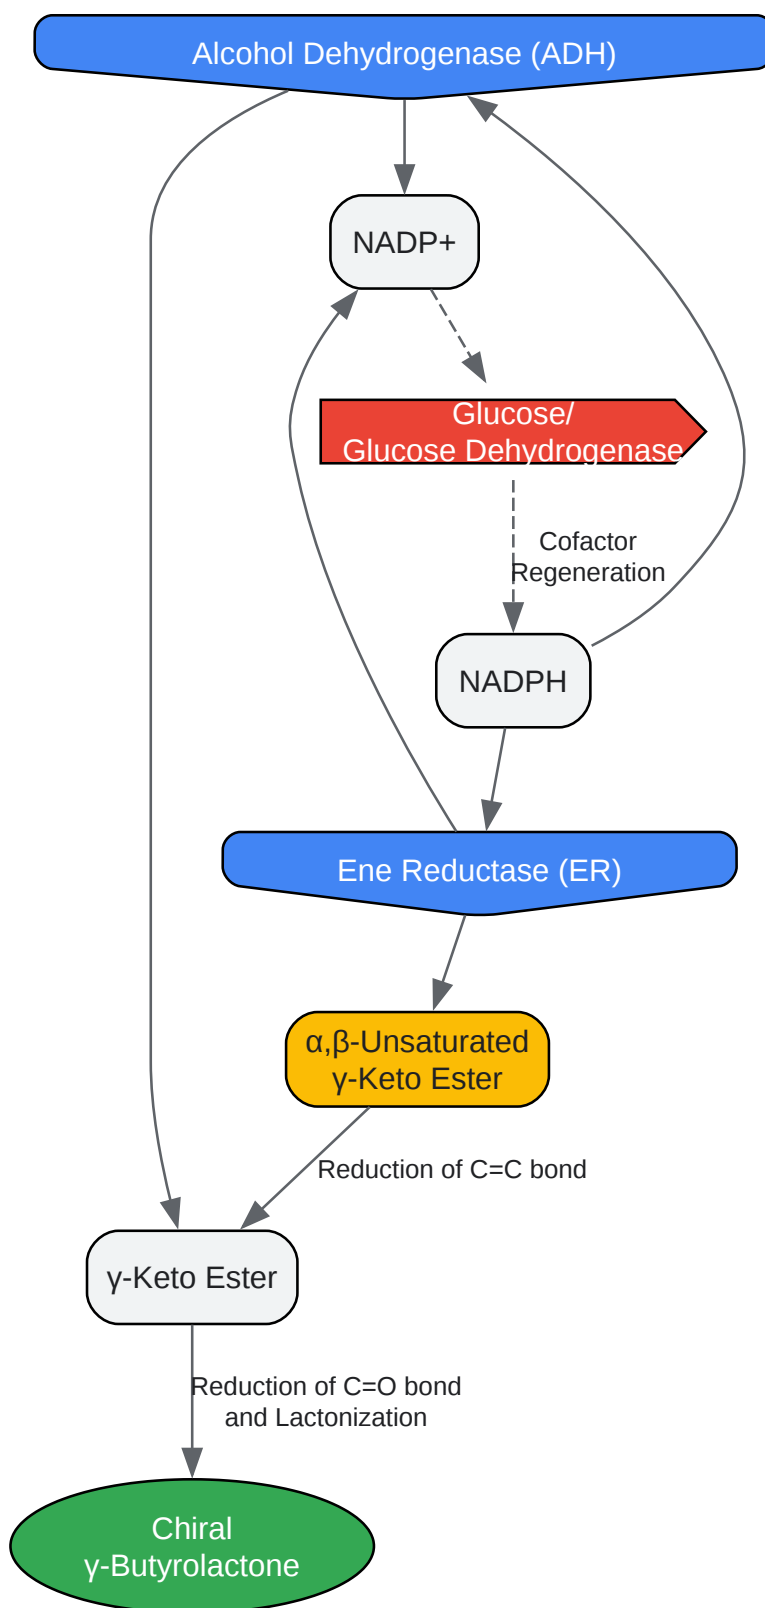 Alcohol Dehydrogenase (ADH)
NADP+
Glucose/
Glucose Dehydrogenase
Cofactor
Regeneration
NADPH
Ene Reductase (ER)
α,β-Unsaturated
γ-Keto Ester
Reduction of C=C bond
γ-Keto Ester
Reduction of C=O bond
and Lactonization
Chiral
γ-Butyrolactone